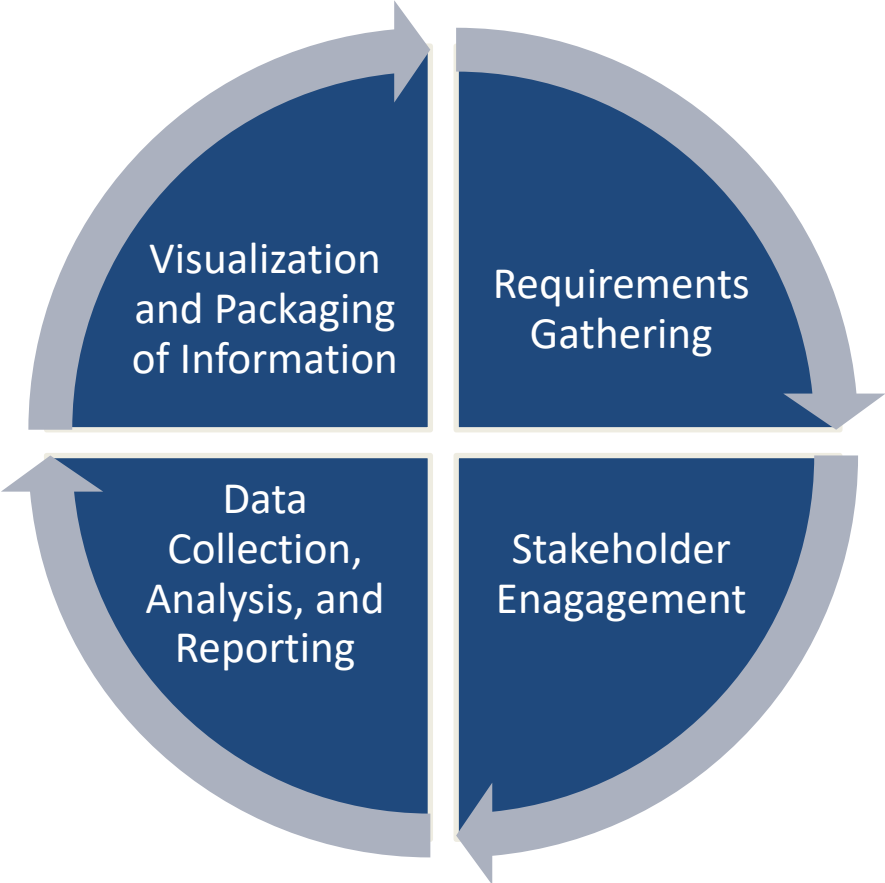 Visualization
and Packaging
of Information
Requirements
Gathering
Data
Collection,
Analysis, and
Reporting
Stakeholder
Enagagement